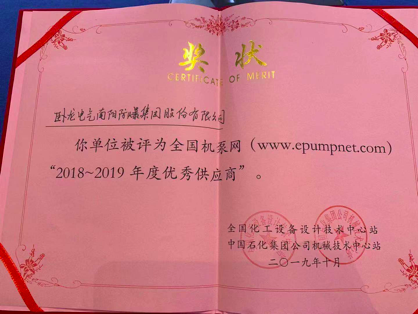 奖状
CERTIFICATE OF MERIT
卧龙电气南阳防爆集团股份有限公司
你单位被评为全国机泵网（www.epumpnet.com）
“2018~2019 年度优秀供应商”。
全国化工设备设计技术中心站
中国石化集团公司机械技术中心站
二〇一九年十月